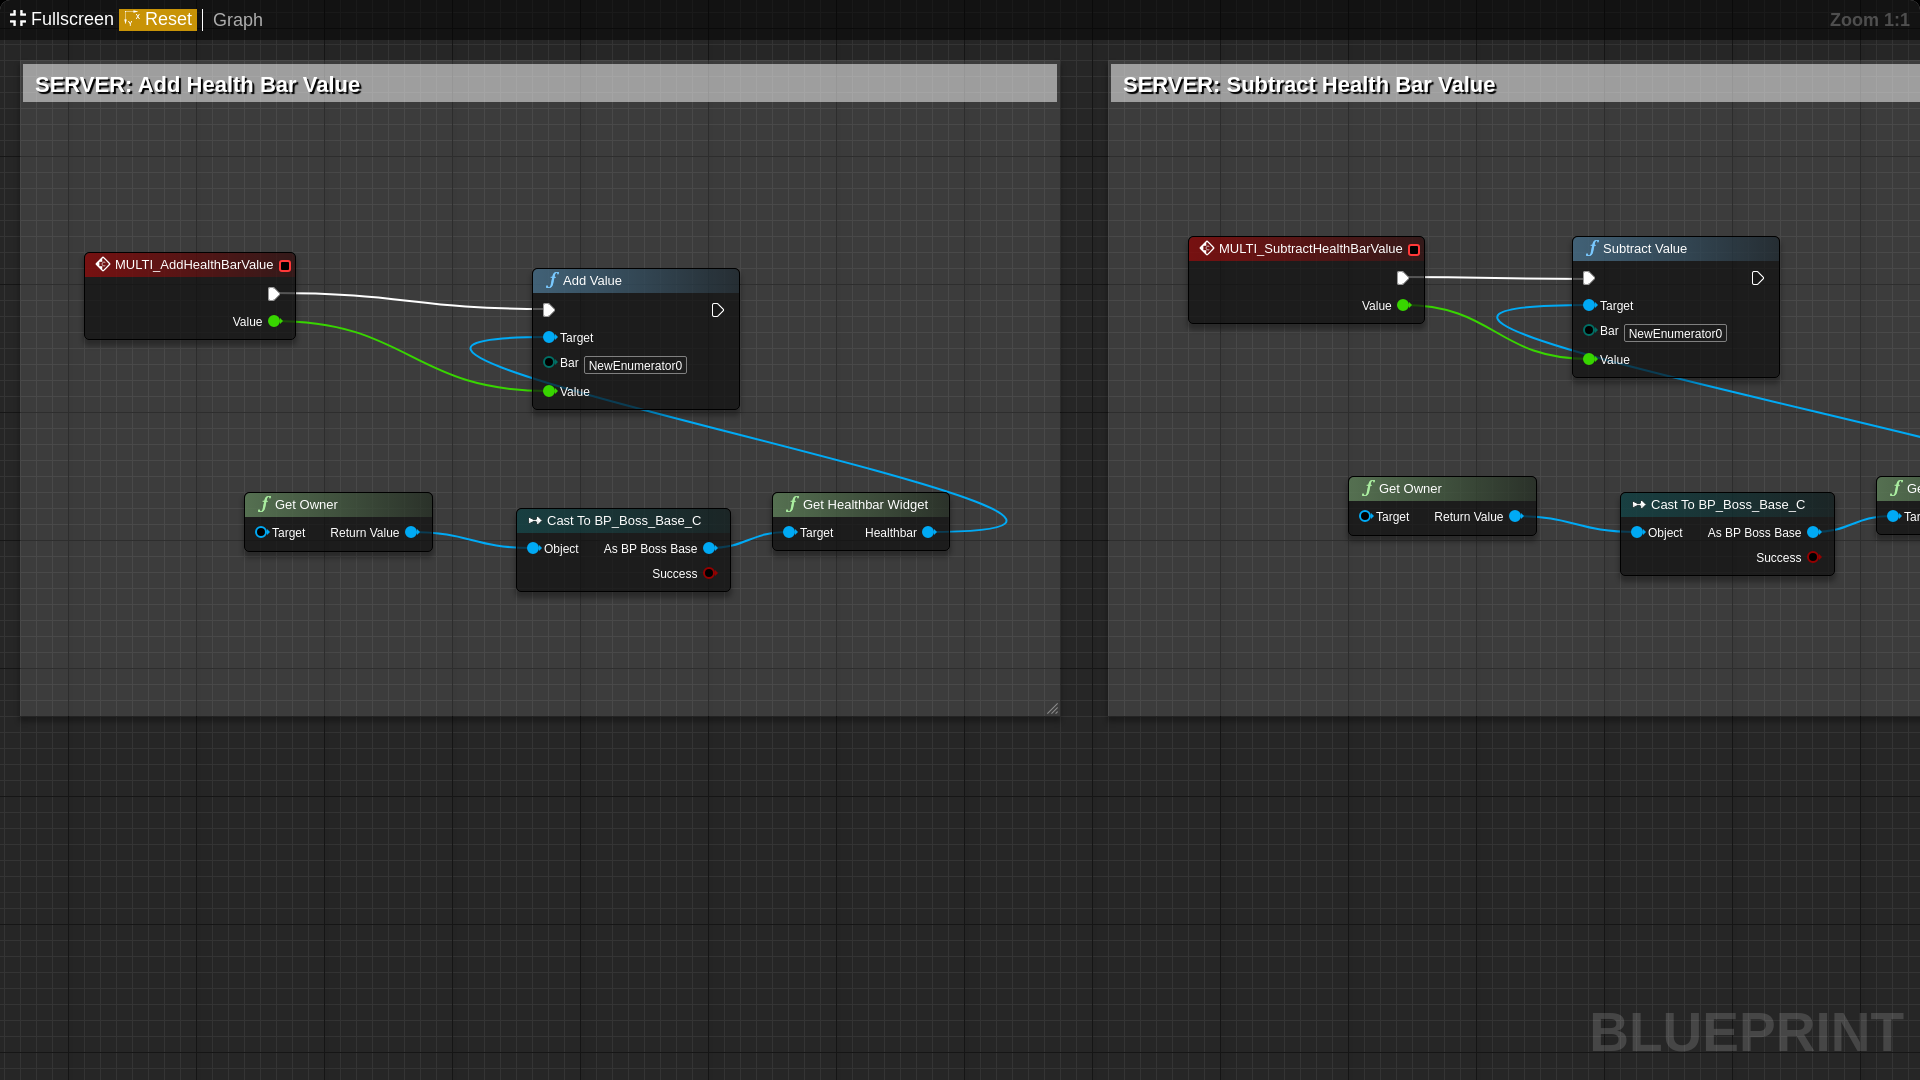 Fullscreen Reset Graph Zoom 1:1
SERVER: Add Health Bar Value
MULTI_AddHealthBarValue
Value
Add Value
Target
Bar NewEnumerator0
Value
Get Owner
Target Return Value
Cast To BP_Boss_Base_C
Object As BP Boss Base
Success
Get Healthbar Widget
Target Healthbar
SERVER: Subtract Health Bar Value
MULTI_SubtractHealthBarValue
Value
Subtract Value
Target
Bar NewEnumerator0
Value
Get Owner
Target Return Value
Cast To BP_Boss_Base_C
Object As BP Boss Base
Success
BLUEPRINT